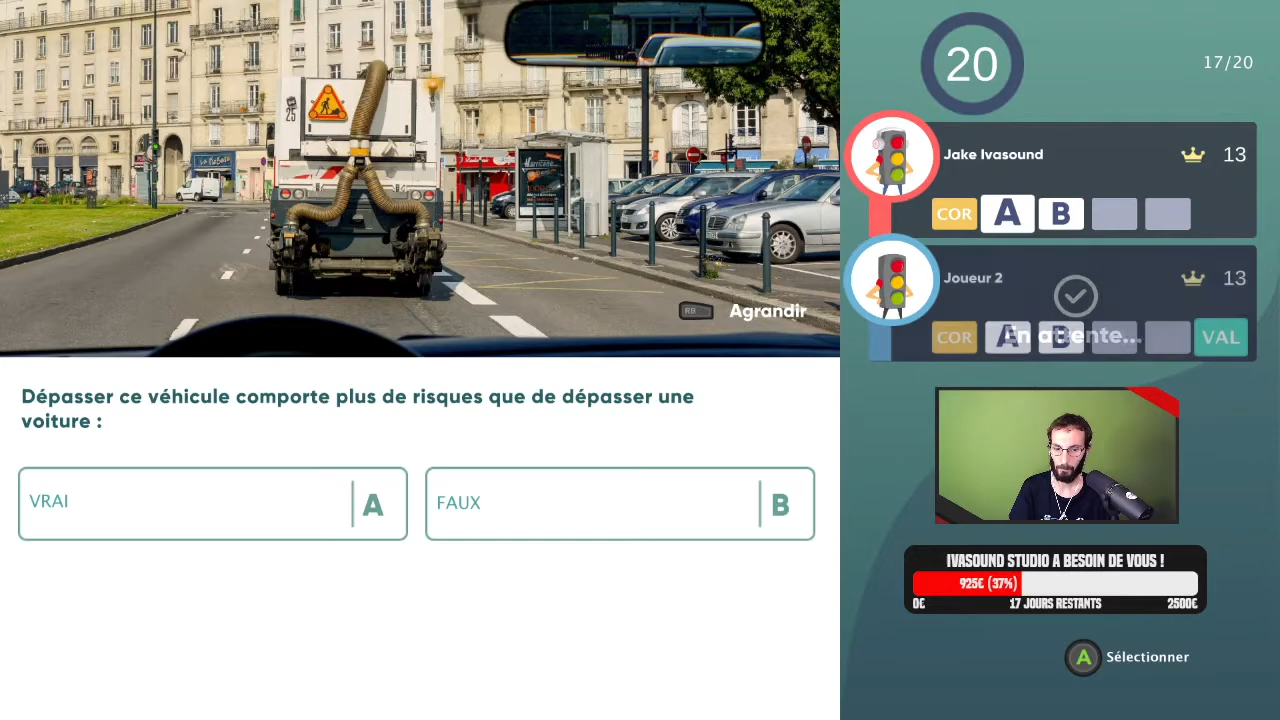 25
20
17/20
Jake Ivasound
13
COR
A
B
Joueur 2
13
COR
A
B
En attente...
VAL
RB
Agrandir
Dépasser ce véhicule comporte plus de risques que de dépasser une
voiture :
VRAI
A
FAUX
B
IVASOUND STUDIO A BESOIN DE VOUS !
925€ (37%)
0€
17 JOURS RESTANTS
2500€
A
Sélectionner